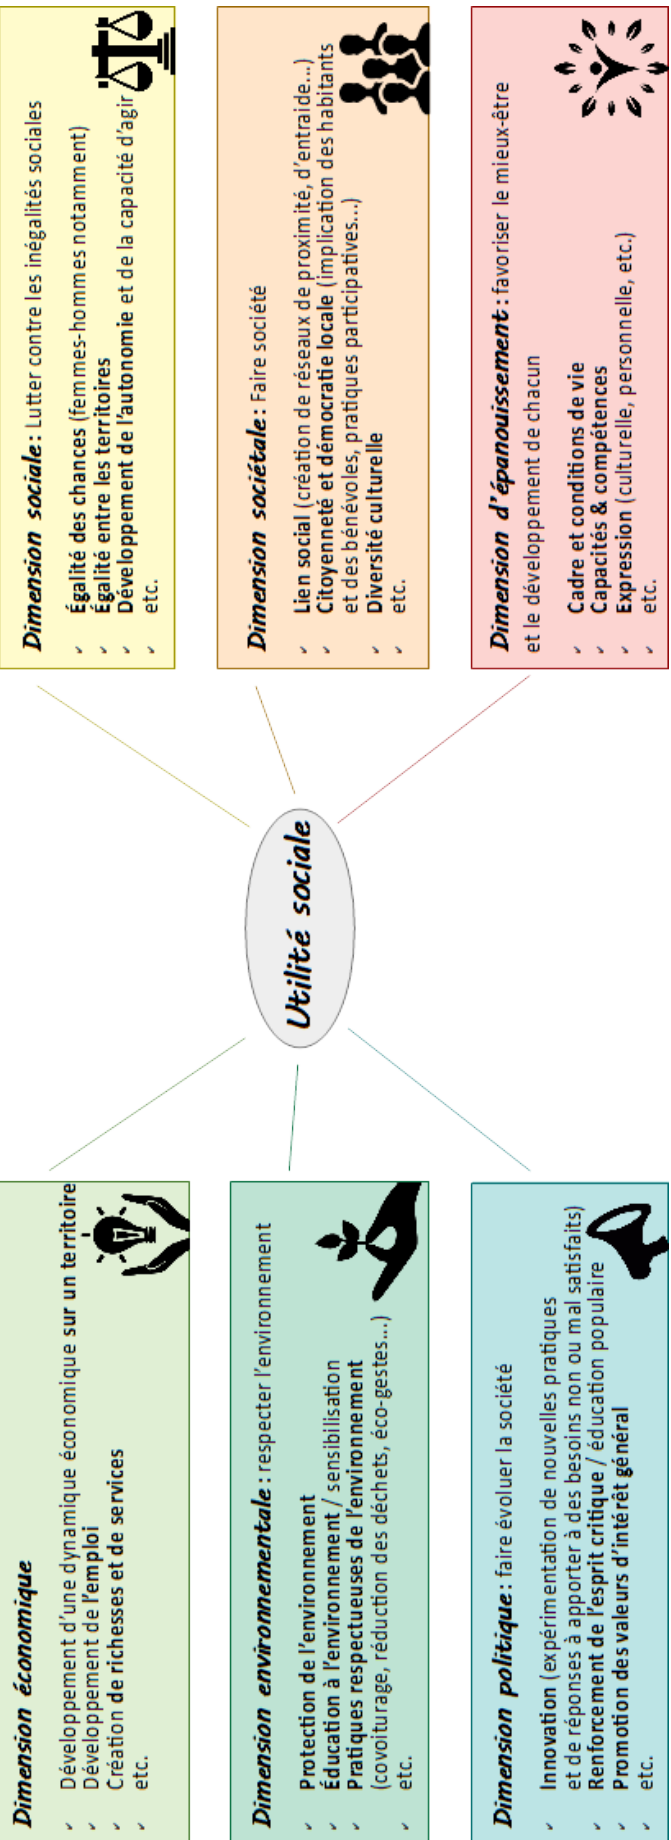 Dimension économique
Développement d'une dynamique économique sur un territoire
Développement de l'emploi
Création de richesses et de services
etc.
Dimension environnementale : respecter l'environnement
Protection de l'environnement
Éducation à l'environnement / sensibilisation
Pratiques respectueuses de l'environnement
(covoiturage, réduction des déchets, éco-gestes...)
etc.
Dimension politique : faire évoluer la société
Innovation (expérimentation de nouvelles pratiques
et de réponses à apporter à des besoins non ou mal satisfaits)
Renforcement de l'esprit critique / éducation populaire
Promotion des valeurs d'intérêt général
etc.
Utilité sociale
Dimension sociale : Lutter contre les inégalités sociales
Égalité des chances (femmes-hommes notamment)
Égalité entre les territoires
Développement de l'autonomie et de la capacité d'agir
etc.
Dimension sociétale : Faire société
Lien social (création de réseaux de proximité, d'entraide...)
Citoyenneté et démocratie locale (implication des habitants
et des bénévoles, pratiques participatives...)
Diversité culturelle
etc.
Dimension d'épanouissement : favoriser le mieux-être
et le développement de chacun
Cadre et conditions de vie
Capacités & compétences
Expression (culturelle, personnelle, etc.)
etc.